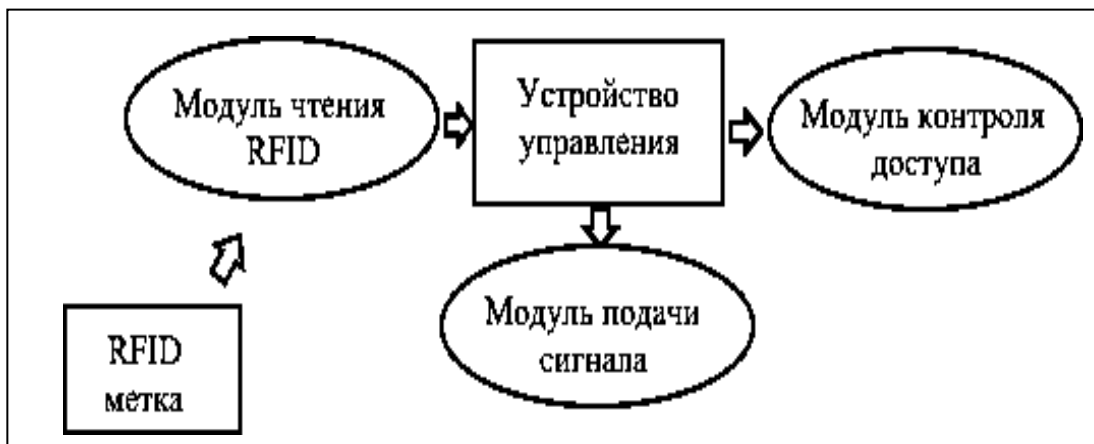 Модуль чтения
RFID
Устройство
управления
Модуль контроля
доступа
Модуль подачи
сигнала
RFID
метка